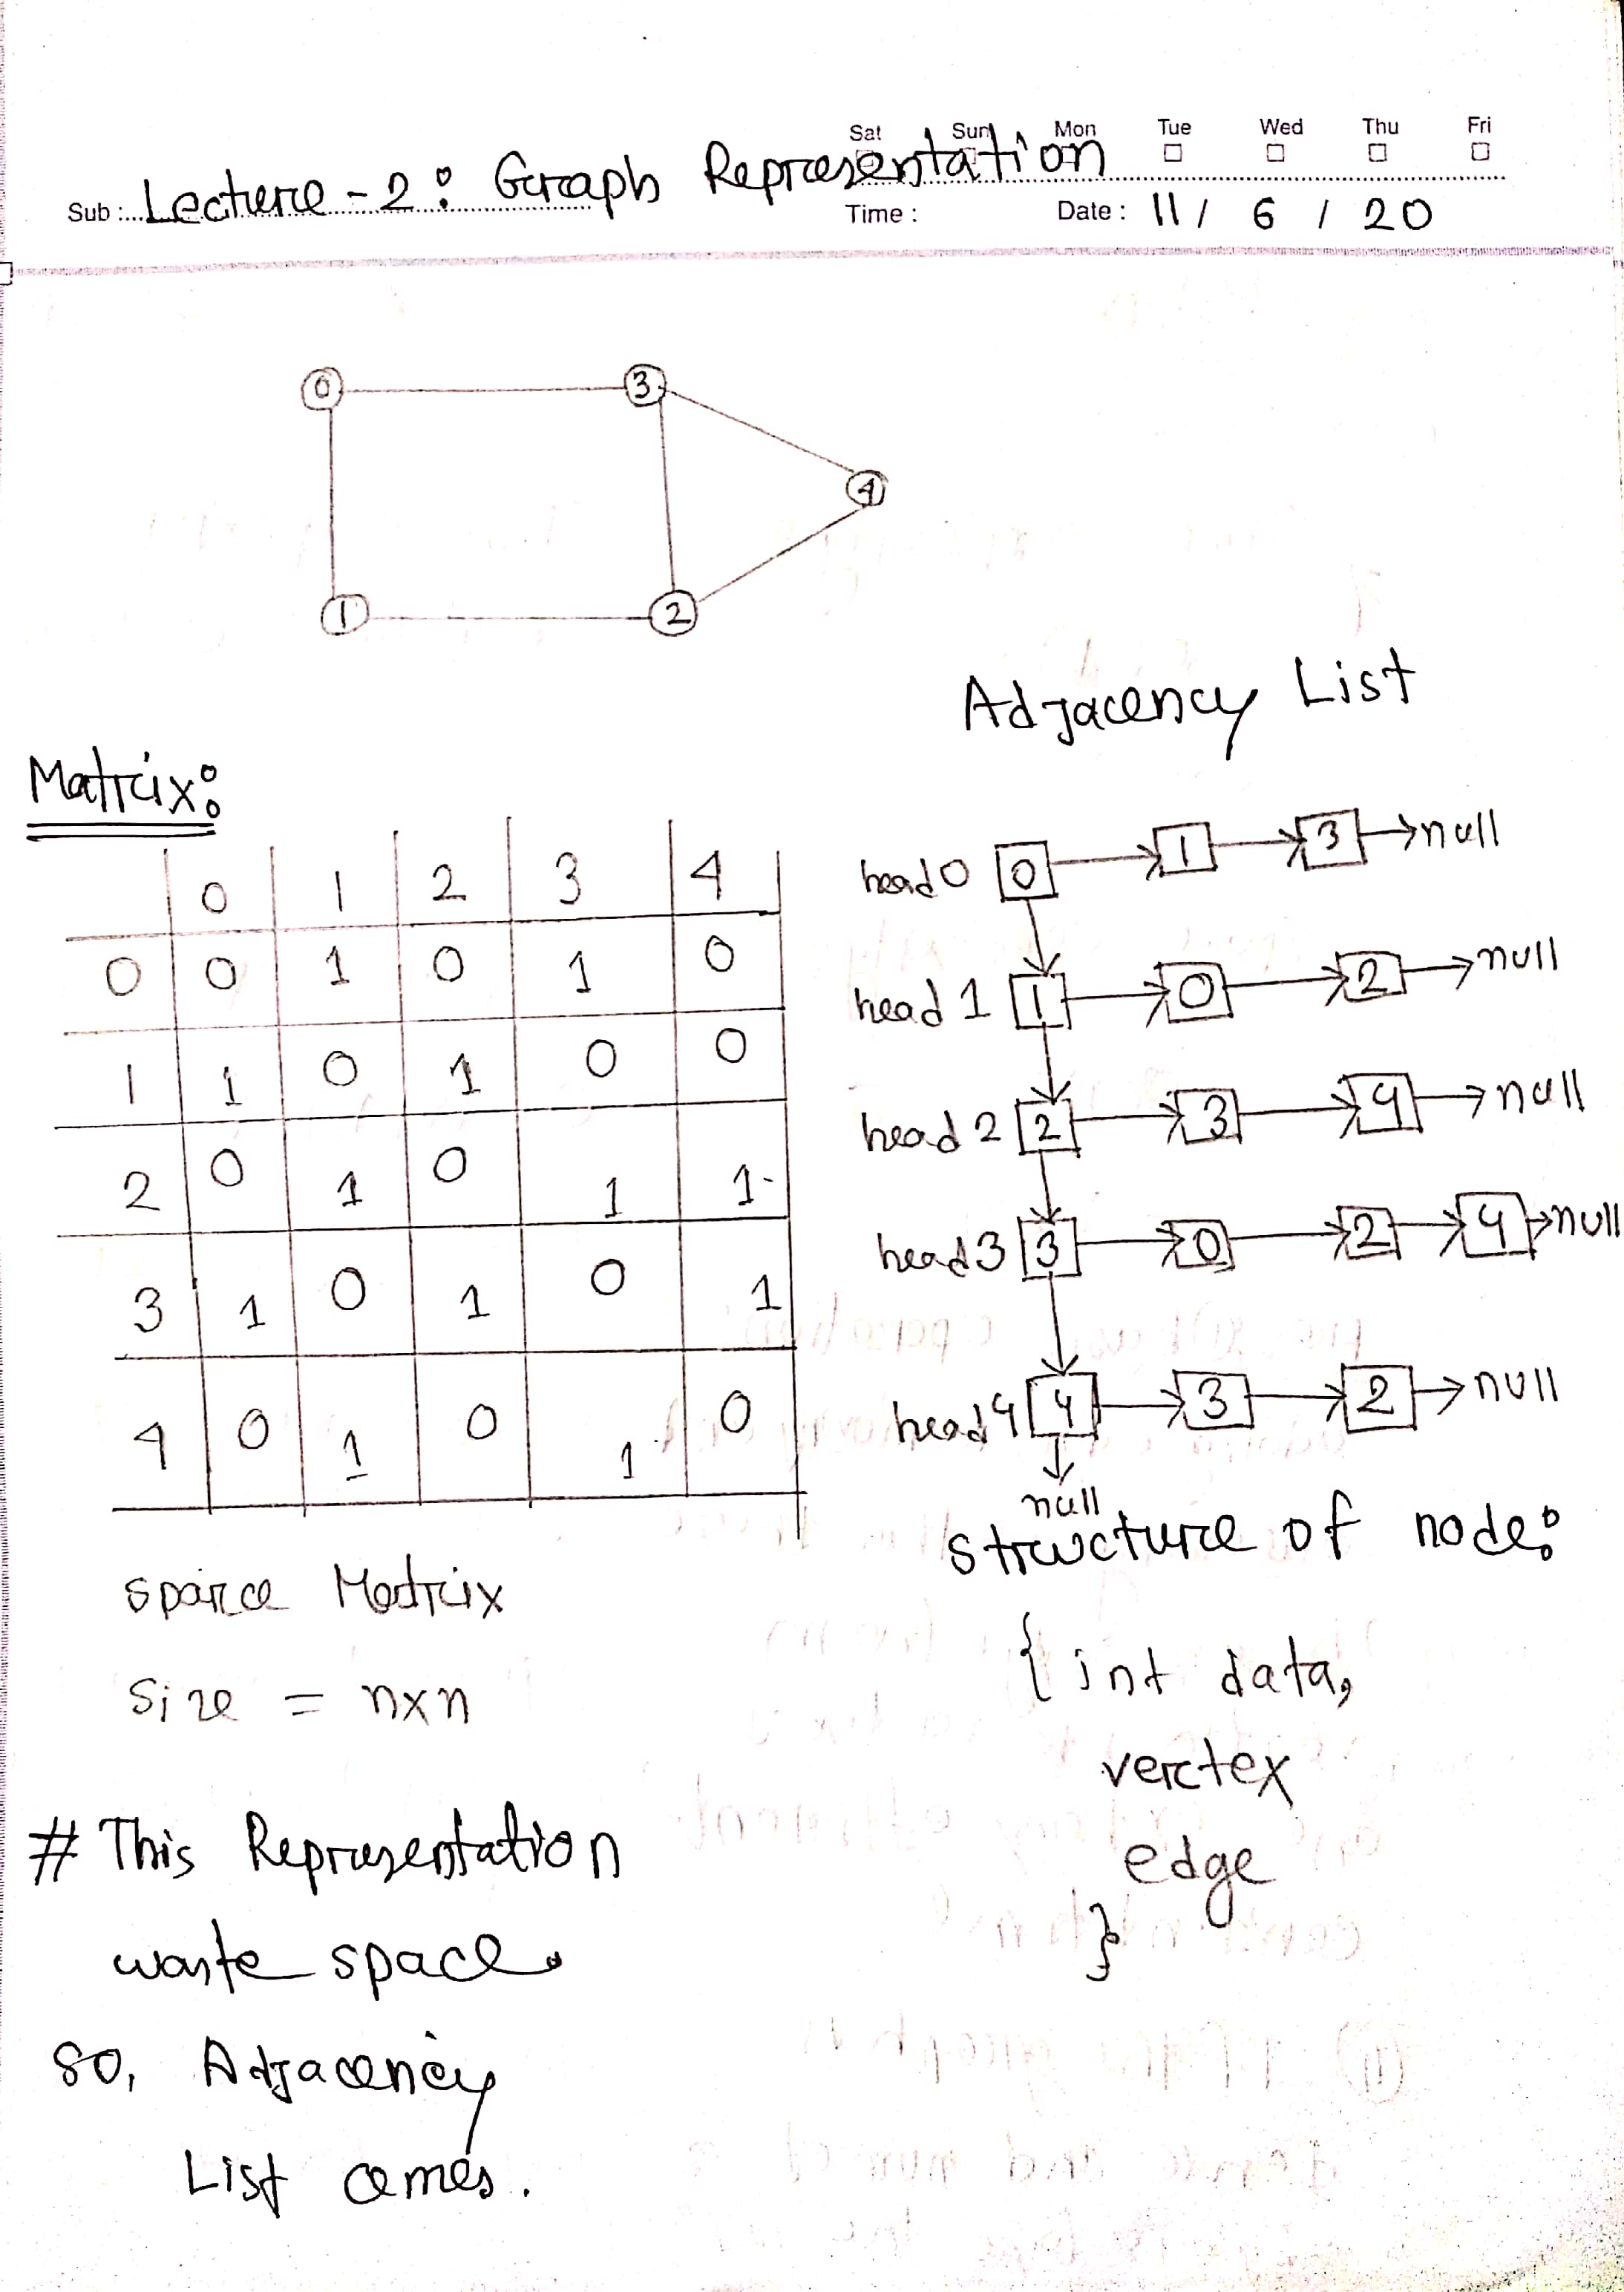 Sat Sun Mon Tue Wed Thu Fri
Sub : Lecture - 2 : Graph Representation
Time : Date : 11 / 6 / 20
0 3
4
1 2
Adjacency List
Matrix:
0 1 2 3 4
0 0 1 0 1 0
1 1 0 1 0 0
2 0 1 0 1 1
3 1 0 1 0 1
4 0 1 0 1 0
head 0 0 1 3 null
head 1 1 0 2 null
head 2 2 3 4 null
head 3 3 0 2 4 null
head 4 4 3 2 null
null
sparce Matrix
Size = n×n
# This Representation
waste space.
so, Adjacency
List comes.
structure of node:
{ int data,
vertex
edge
}